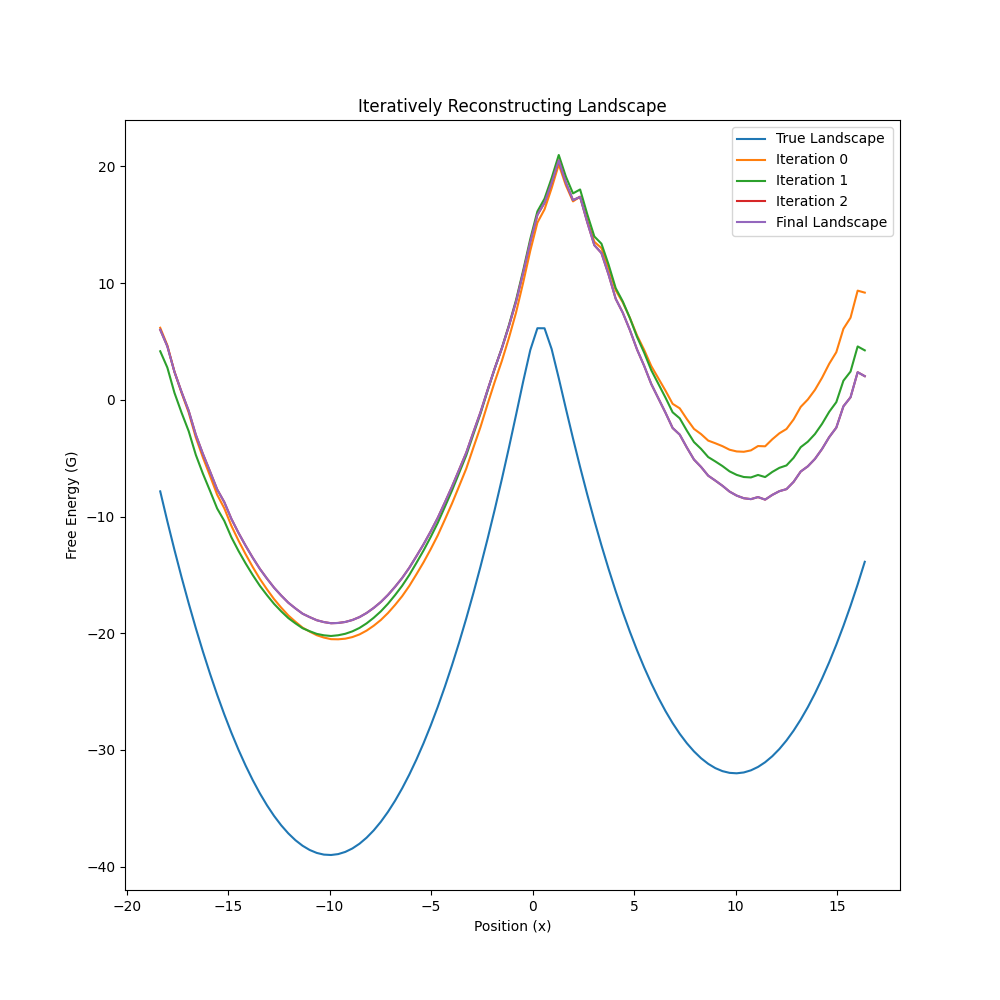 Iteratively Reconstructing Landscape
True Landscape
Iteration 0
Iteration 1
Iteration 2
Final Landscape
20
10
0
−10
−20
−30
−40
Free Energy (G)
−20 −15 −10 −5 0 5 10 15
Position (x)